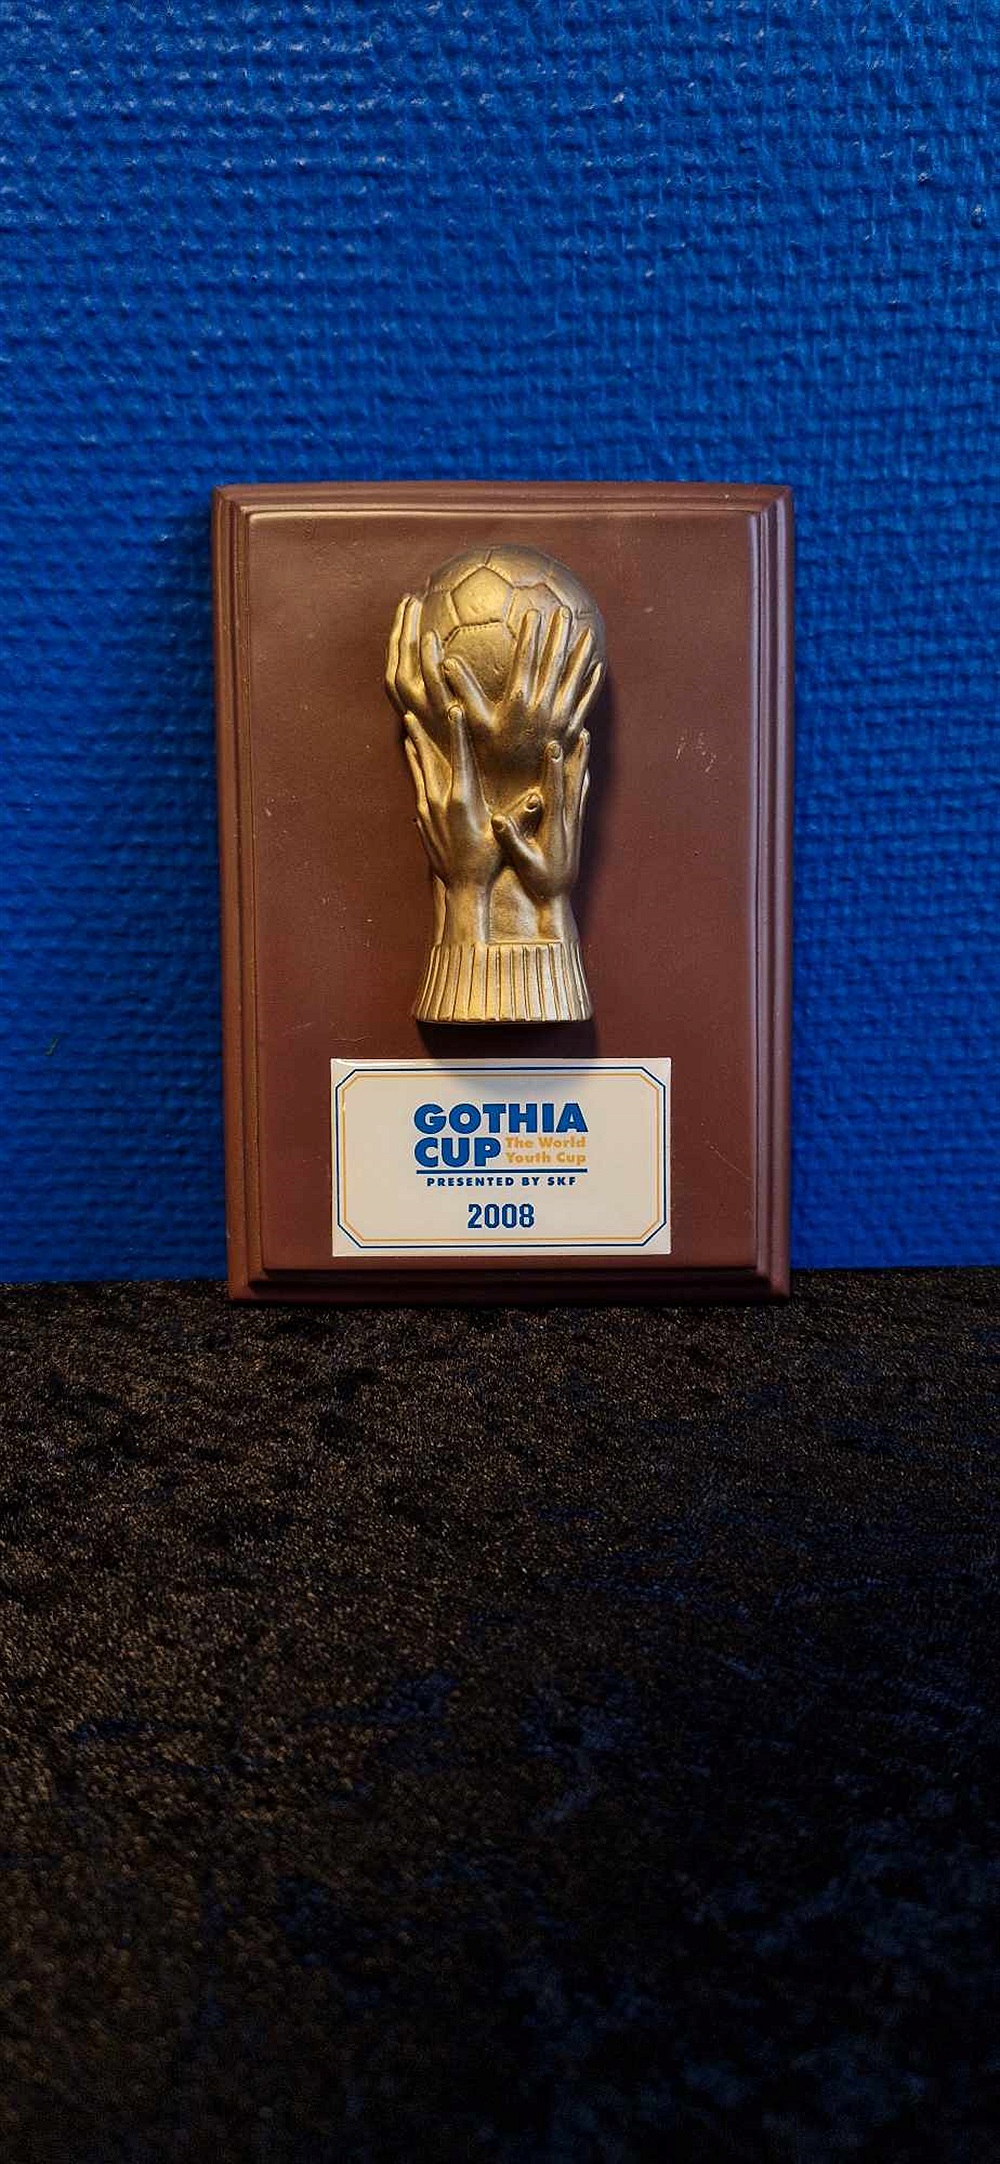 GOTHIA
CUP The World
Youth Cup
PRESENTED BY SKF
2008